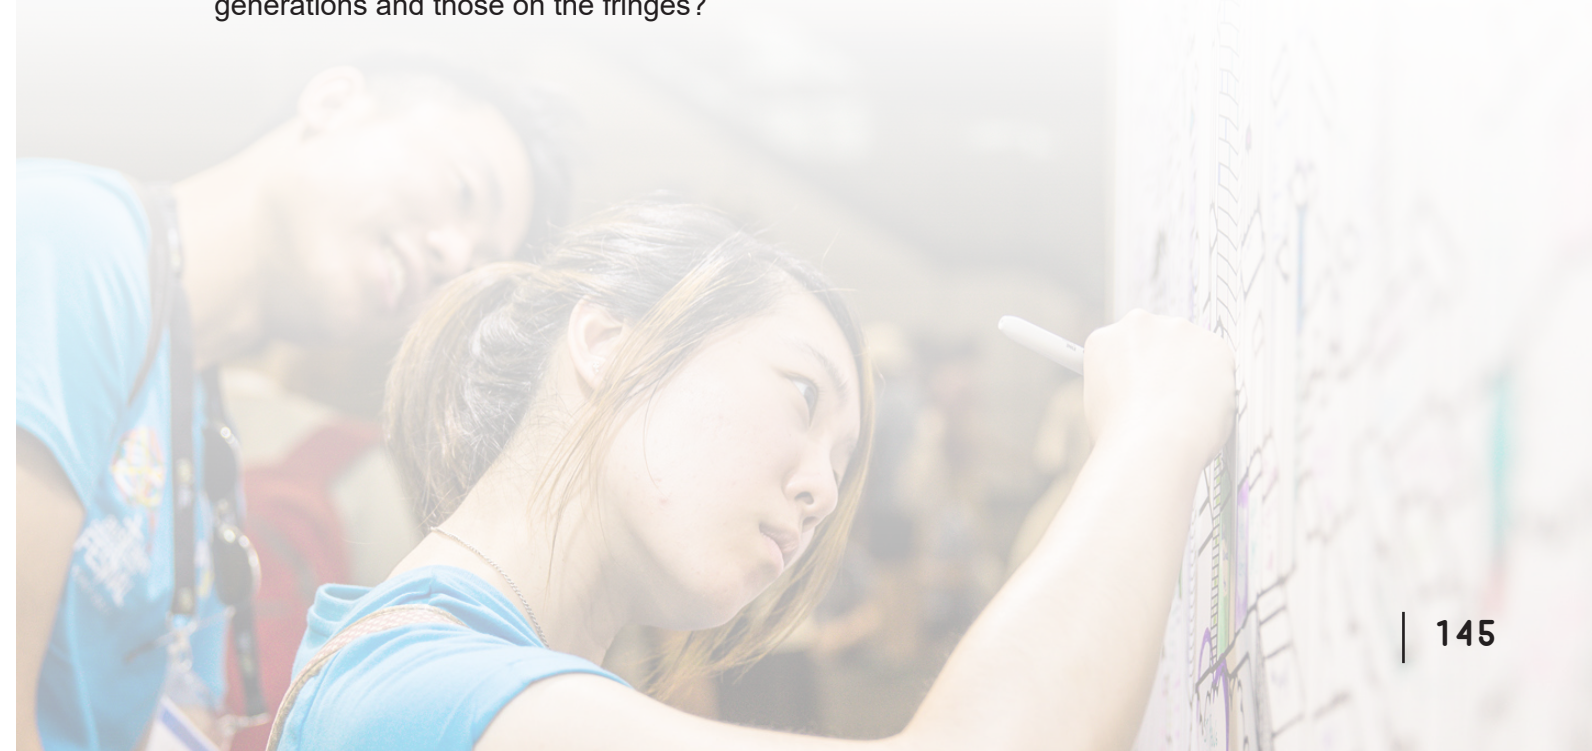 generations and those on the fringes?
145